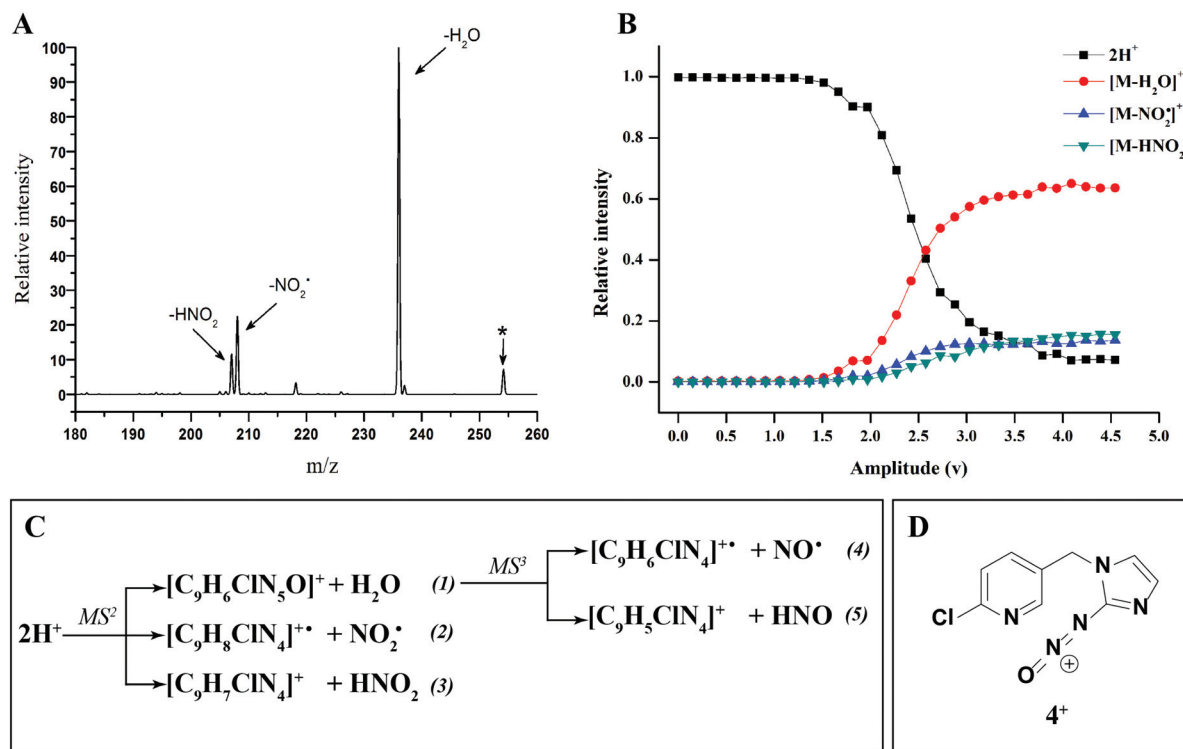 A
-H₂O
-NO₂•
-HNO₂
*
Relative intensity
100
90
80
70
60
50
40
30
20
10
0
180 190 200 210 220 230 240 250 260
m/z
B
2H⁺
[M-H₂O]⁺
[M-NO₂•]⁺
[M-HNO₂
Relative intensity
1.0
0.8
0.6
0.4
0.2
0.0
0.0 0.5 1.0 1.5 2.0 2.5 3.0 3.5 4.0 4.5 5.0
Amplitude (v)
C
2H⁺ MS²
[C₉H₆ClN₅O]⁺ + H₂O (1)
[C₉H₈ClN₄]⁺• + NO₂• (2)
[C₉H₇ClN₄]⁺ + HNO₂ (3)
MS³
[C₉H₆ClN₄]⁺• + NO• (4)
[C₉H₅ClN₄]⁺ + HNO (5)
D
N
N
Cl
N
N
N
O
+
4⁺